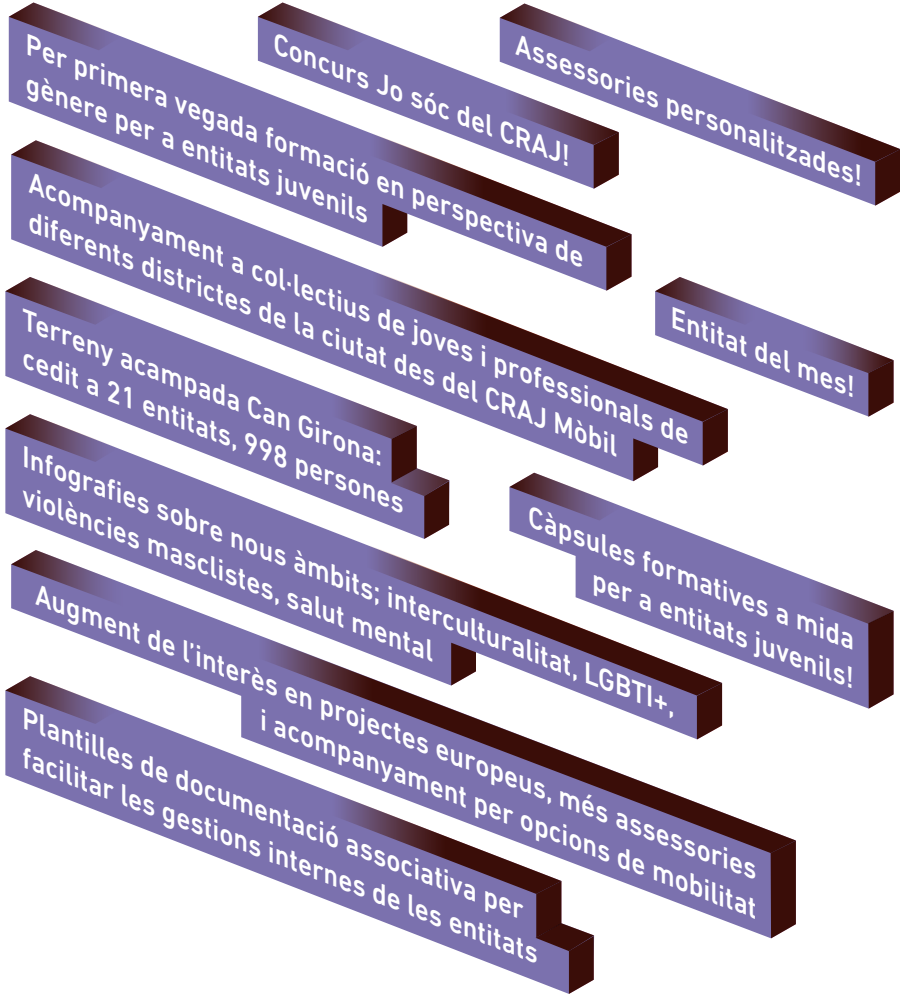 Per primera vegada formació en perspectiva de
gènere per a entitats juvenils
Concurs Jo sóc del CRAJ!
Assessories personalitzades!
Acompanyament a col·lectius de joves i professionals de
diferents districtes de la ciutat des del CRAJ Mòbil
Entitat del mes!
Terreny acampada Can Girona:
cedit a 21 entitats, 998 persones
Infografies sobre nous àmbits; interculturalitat, LGBTI+,
violències masclistes, salut mental
Càpsules formatives a mida
per a entitats juvenils!
Augment de l'interès en projectes europeus, més assessories
i acompanyament per opcions de mobilitat
Plantilles de documentació associativa per
facilitar les gestions internes de les entitats